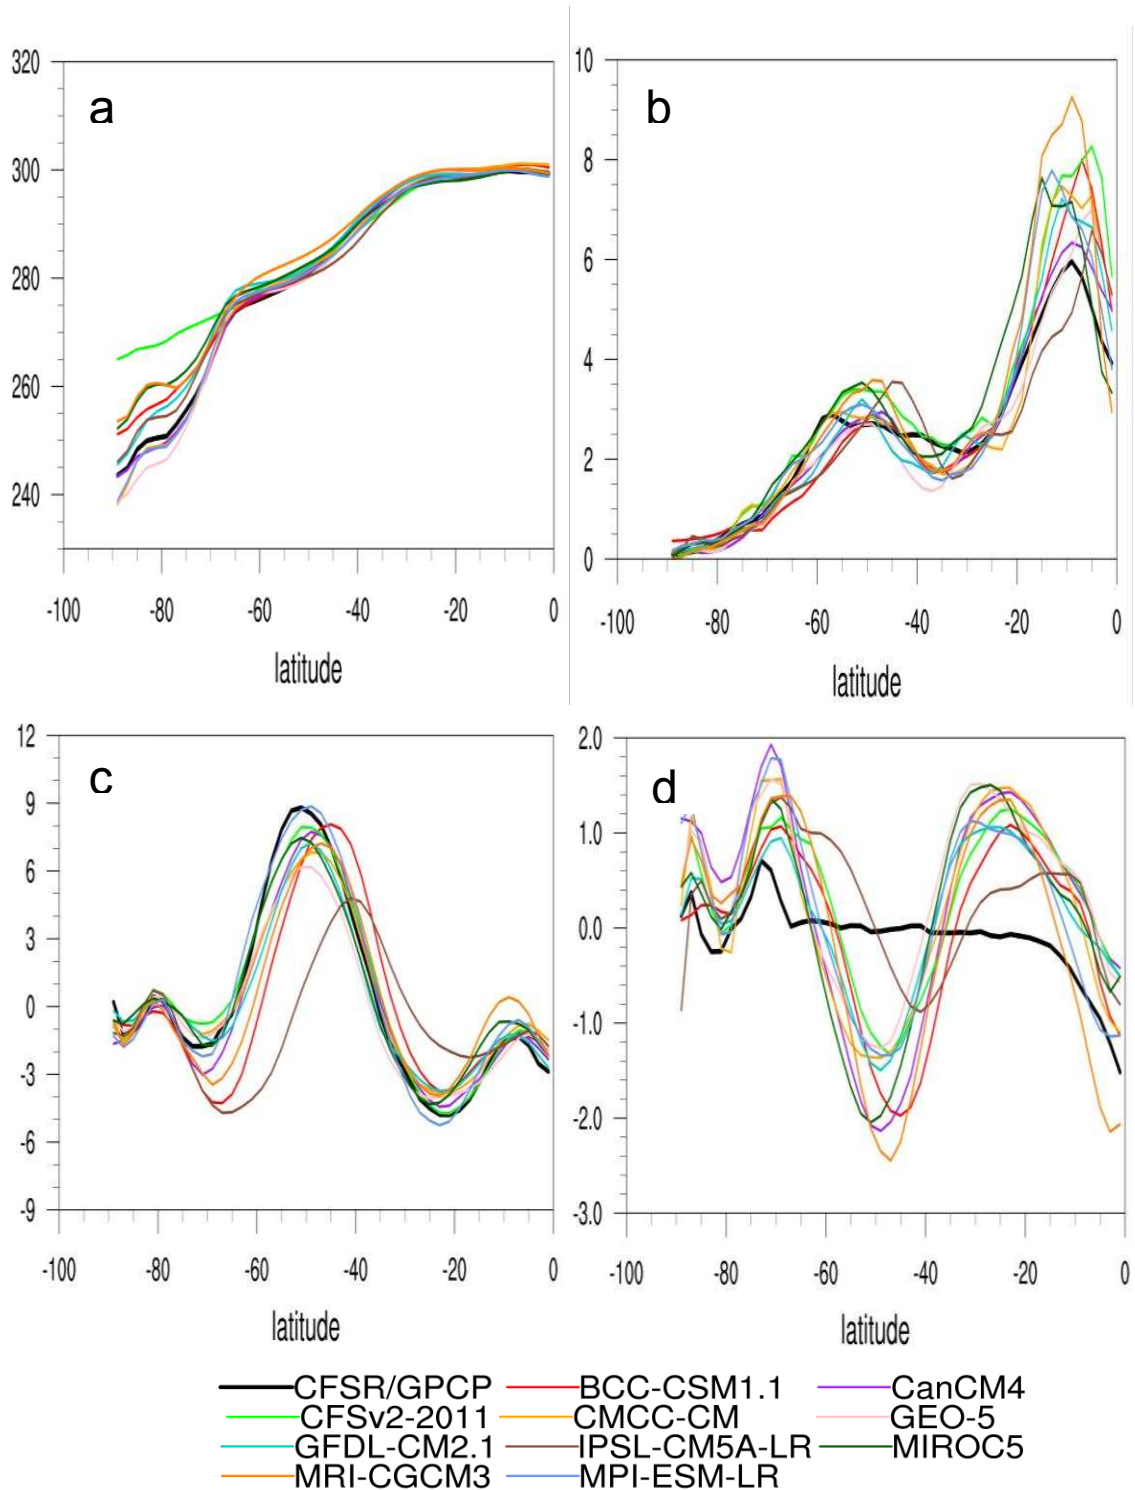 a
320
300
280
260
240
-100 -80 -60 -40 -20 0
latitude
b
10
8
6
4
2
0
-100 -80 -60 -40 -20 0
latitude
c
12
9
6
3
0
-3
-6
-9
-100 -80 -60 -40 -20 0
latitude
d
2.0
1.0
0.0
-1.0
-2.0
-3.0
-100 -80 -60 -40 -20 0
latitude
CFSR/GPCP BCC-CSM1.1 CanCM4
CFSv2-2011 CMCC-CM GEO-5
GFDL-CM2.1 IPSL-CM5A-LR MIROC5
MRI-CGCM3 MPI-ESM-LR